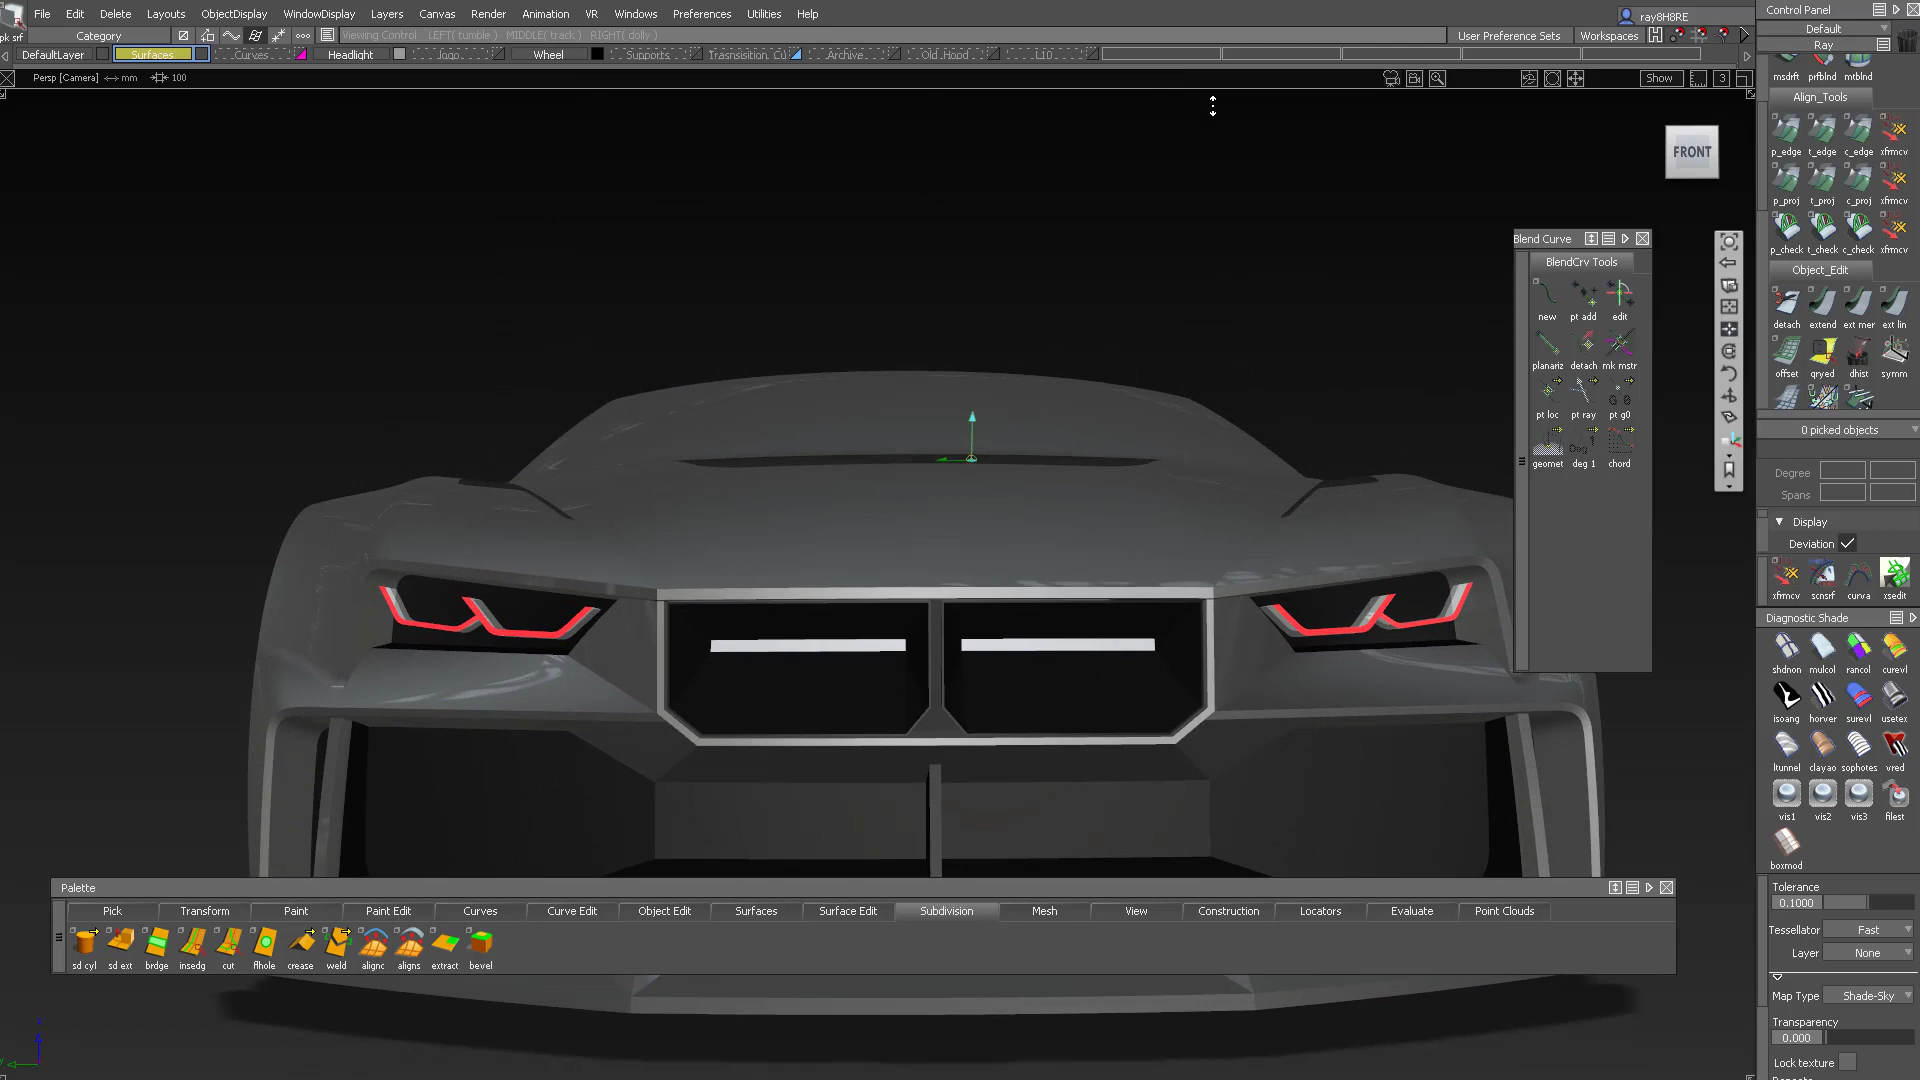 File Edit Delete Layouts ObjectDisplay WindowDisplay Layers Canvas Render Animation VR Windows Preferences Utilities Help
ray8H8RE
pk srf Category Viewing Control LEFT( tumble ) MIDDLE( track ) RIGHT( dolly ) User Preference Sets Workspaces
DefaultLayer Surfaces Curves Headlight Jago Wheel Supports Trasnsisition_Cu Archive Old_Hood L10
Persp [Camera] mm 100 Show 3
FRONT
Blend Curve
BlendCrv Tools
new pt add edit
planariz detach mk mstr
pt loc pt ray pt g0
geomet deg 1 chord
Palette
Pick Transform Paint Paint Edit Curves Curve Edit Object Edit Surfaces Surface Edit Subdivision Mesh View Construction Locators Evaluate Point Clouds
sd cyl sd ext brdge insedg cut flhole crease weld alignc aligns extract bevel
Control Panel
Default
Ray
msdrft prfblnd mtblnd
Align_Tools
p_edge t_edge c_edge xfrmcv
p_proj t_proj c_proj xfrmcv
p_check t_check c_check xfrmcv
Object_Edit
detach extend ext mer ext lin
offset qryed dhist symm
0 picked objects
Degree
Spans
Display
Deviation
xfrmcv scnsrf curva xsedit
Diagnostic Shade
shdnon mulcol rancol curevl
isoang horver surevl usetex
ltunnel clayao sophotes vred
vis1 vis2 vis3 filest
boxmod
Tolerance
0.1000
Tessellator Fast
Layer None
Map Type Shade-Sky
Transparency
0.000
Lock texture